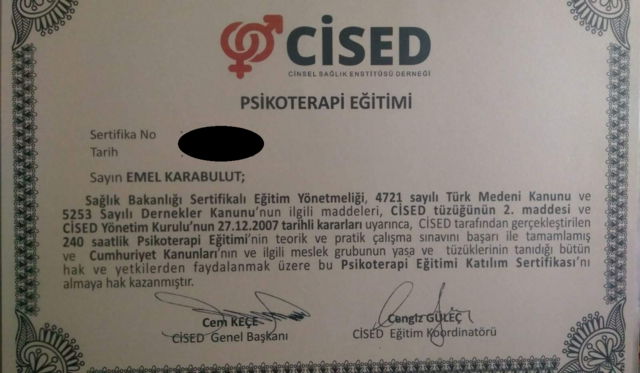 CİSED
CİNSEL SAĞLIK ENSTİTÜSÜ DERNEĞİ
PSİKOTERAPİ EĞİTİMİ
Sertifika No :
Tarih
Sayın EMEL KARABULUT;
Sağlık Bakanlığı Sertifikalı Eğitim Yönetmeliği, 4721 sayılı Türk Medeni Kanunu ve
5253 Sayılı Dernekler Kanunu'nun ilgili maddeleri, CİSED tüzüğünün 2. maddesi ve
CİSED Yönetim Kurulu'nun 27.12.2007 tarihli kararları uyarınca, CİSED tarafından gerçekleştirilen
240 saatlik Psikoterapi Eğitimi'nin teorik ve pratik çalışma sınavını başarı ile tamamlamış
ve Cumhuriyet Kanunları'nın ve ilgili meslek grubunun yasa ve tüzüklerinin tanıdığı bütün
hak ve yetkilerden faydalanmak üzere bu Psikoterapi Eğitimi Katılım Sertifikası'nı
almaya hak kazanmıştır.
Cem KEÇE
CİSED Genel Başkanı
Cengiz GÜLEÇ
CİSED Eğitim Koordinatörü